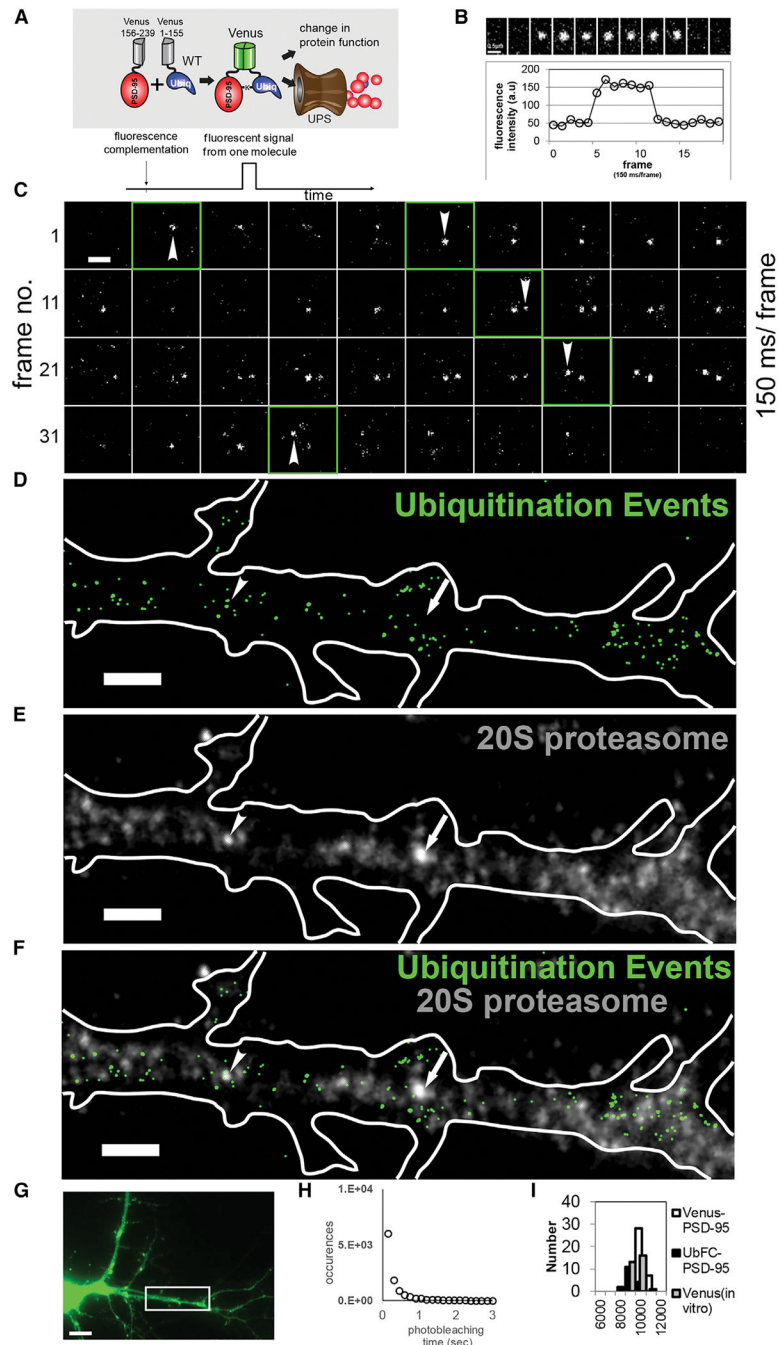 A
Venus
156-239
Venus
1-155
WT
PSD-95
+
Ubiq
Venus
PSD-95
K
Ubiq
change in
protein function
UPS
fluorescence
complementation
fluorescent signal
from one molecule
time
B
0.5µm
fluorescence
intensity (a.u)
200
150
100
50
0
0
5
10
15
frame
(150 ms/frame)
C
frame no.
1
11
21
31
150 ms/ frame
D
Ubiquitination Events
E
20S proteasome
F
Ubiquitination Events
20S proteasome
G
H
occurences
1.E+04
5.E+03
0.E+00
0
1
2
3
photobleaching
time (sec)
I
Number
40
30
20
10
0
6000
8000
10000
12000
Venus-
PSD-95
UbFC-
PSD-95
Venus(in
vitro)